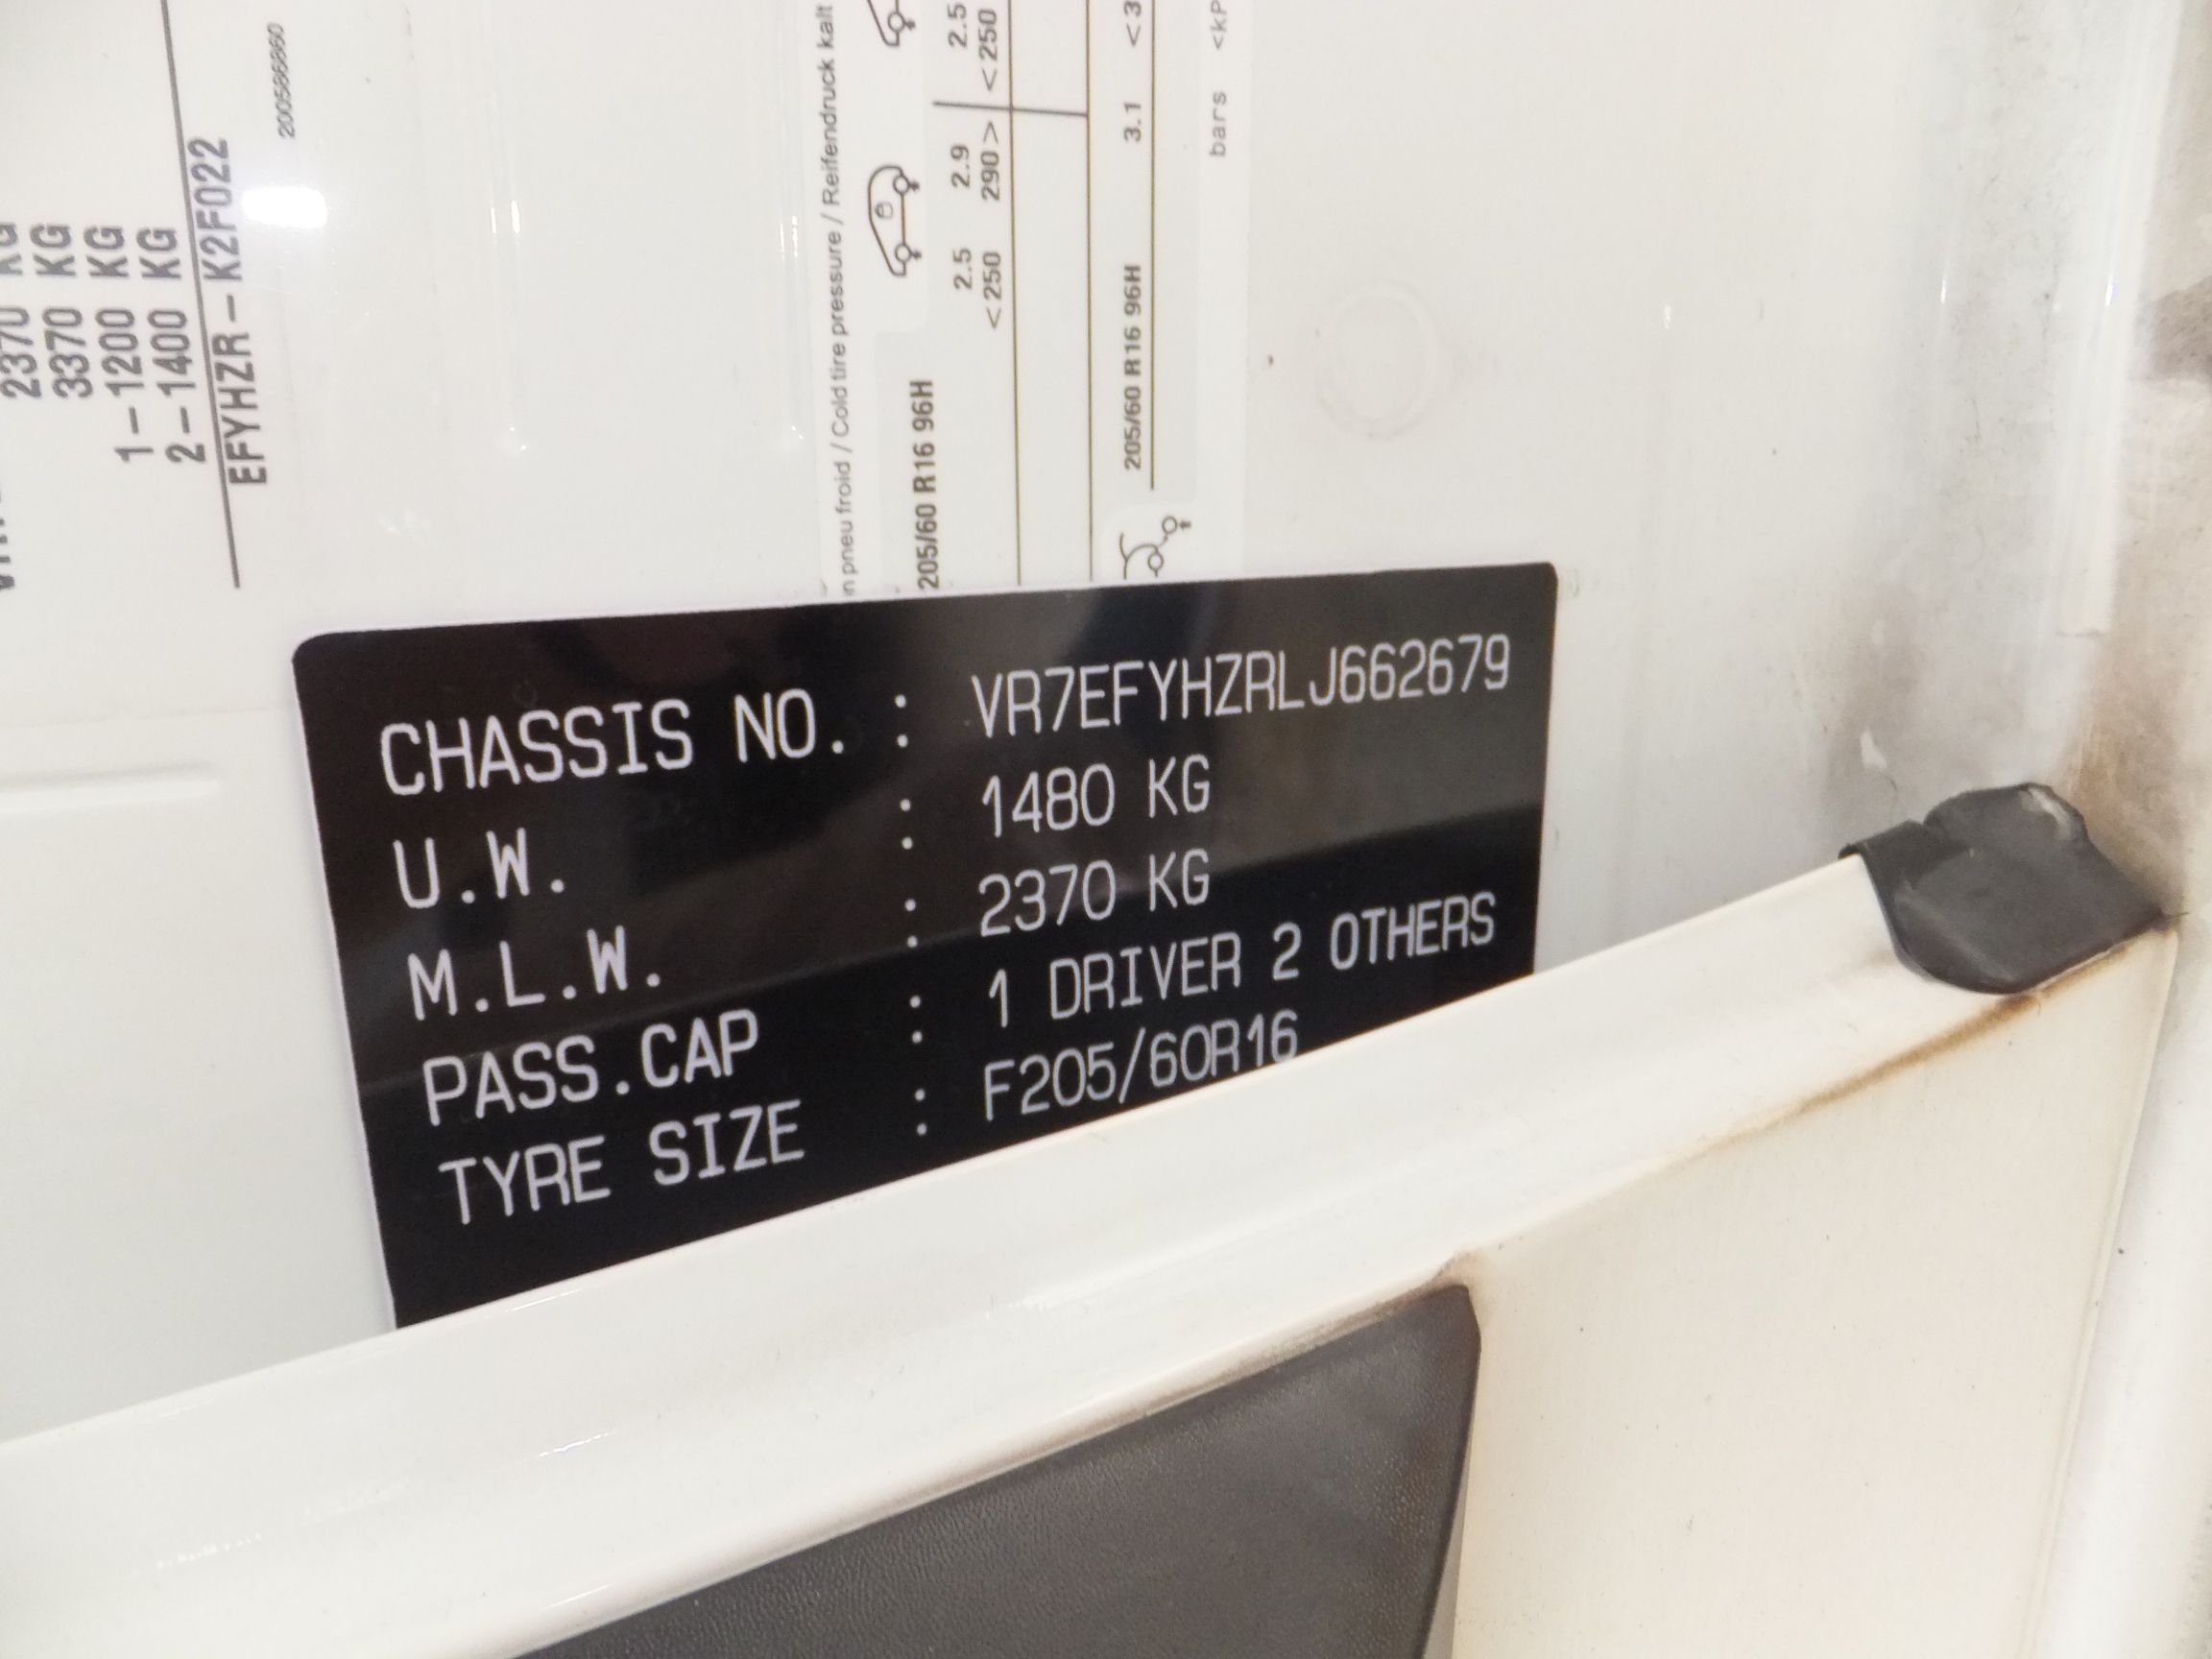 2370 KG
3370 KG
1-1200 KG
2-1400 KG
EFYHZR-K2F022
2005886860
pneu froid / Cold tire pressure / Reifendruck kalt
205/60 R16 96H
2.5 2.9 2.5
<250 290> <250
205/60 R16 96H 3.1
bars
CHASSIS NO. : VR7EFYHZRLJ662679
U.W. : 1480 KG
M.L.W. : 2370 KG
PASS.CAP : 1 DRIVER 2 OTHERS
TYRE SIZE : F205/60R16